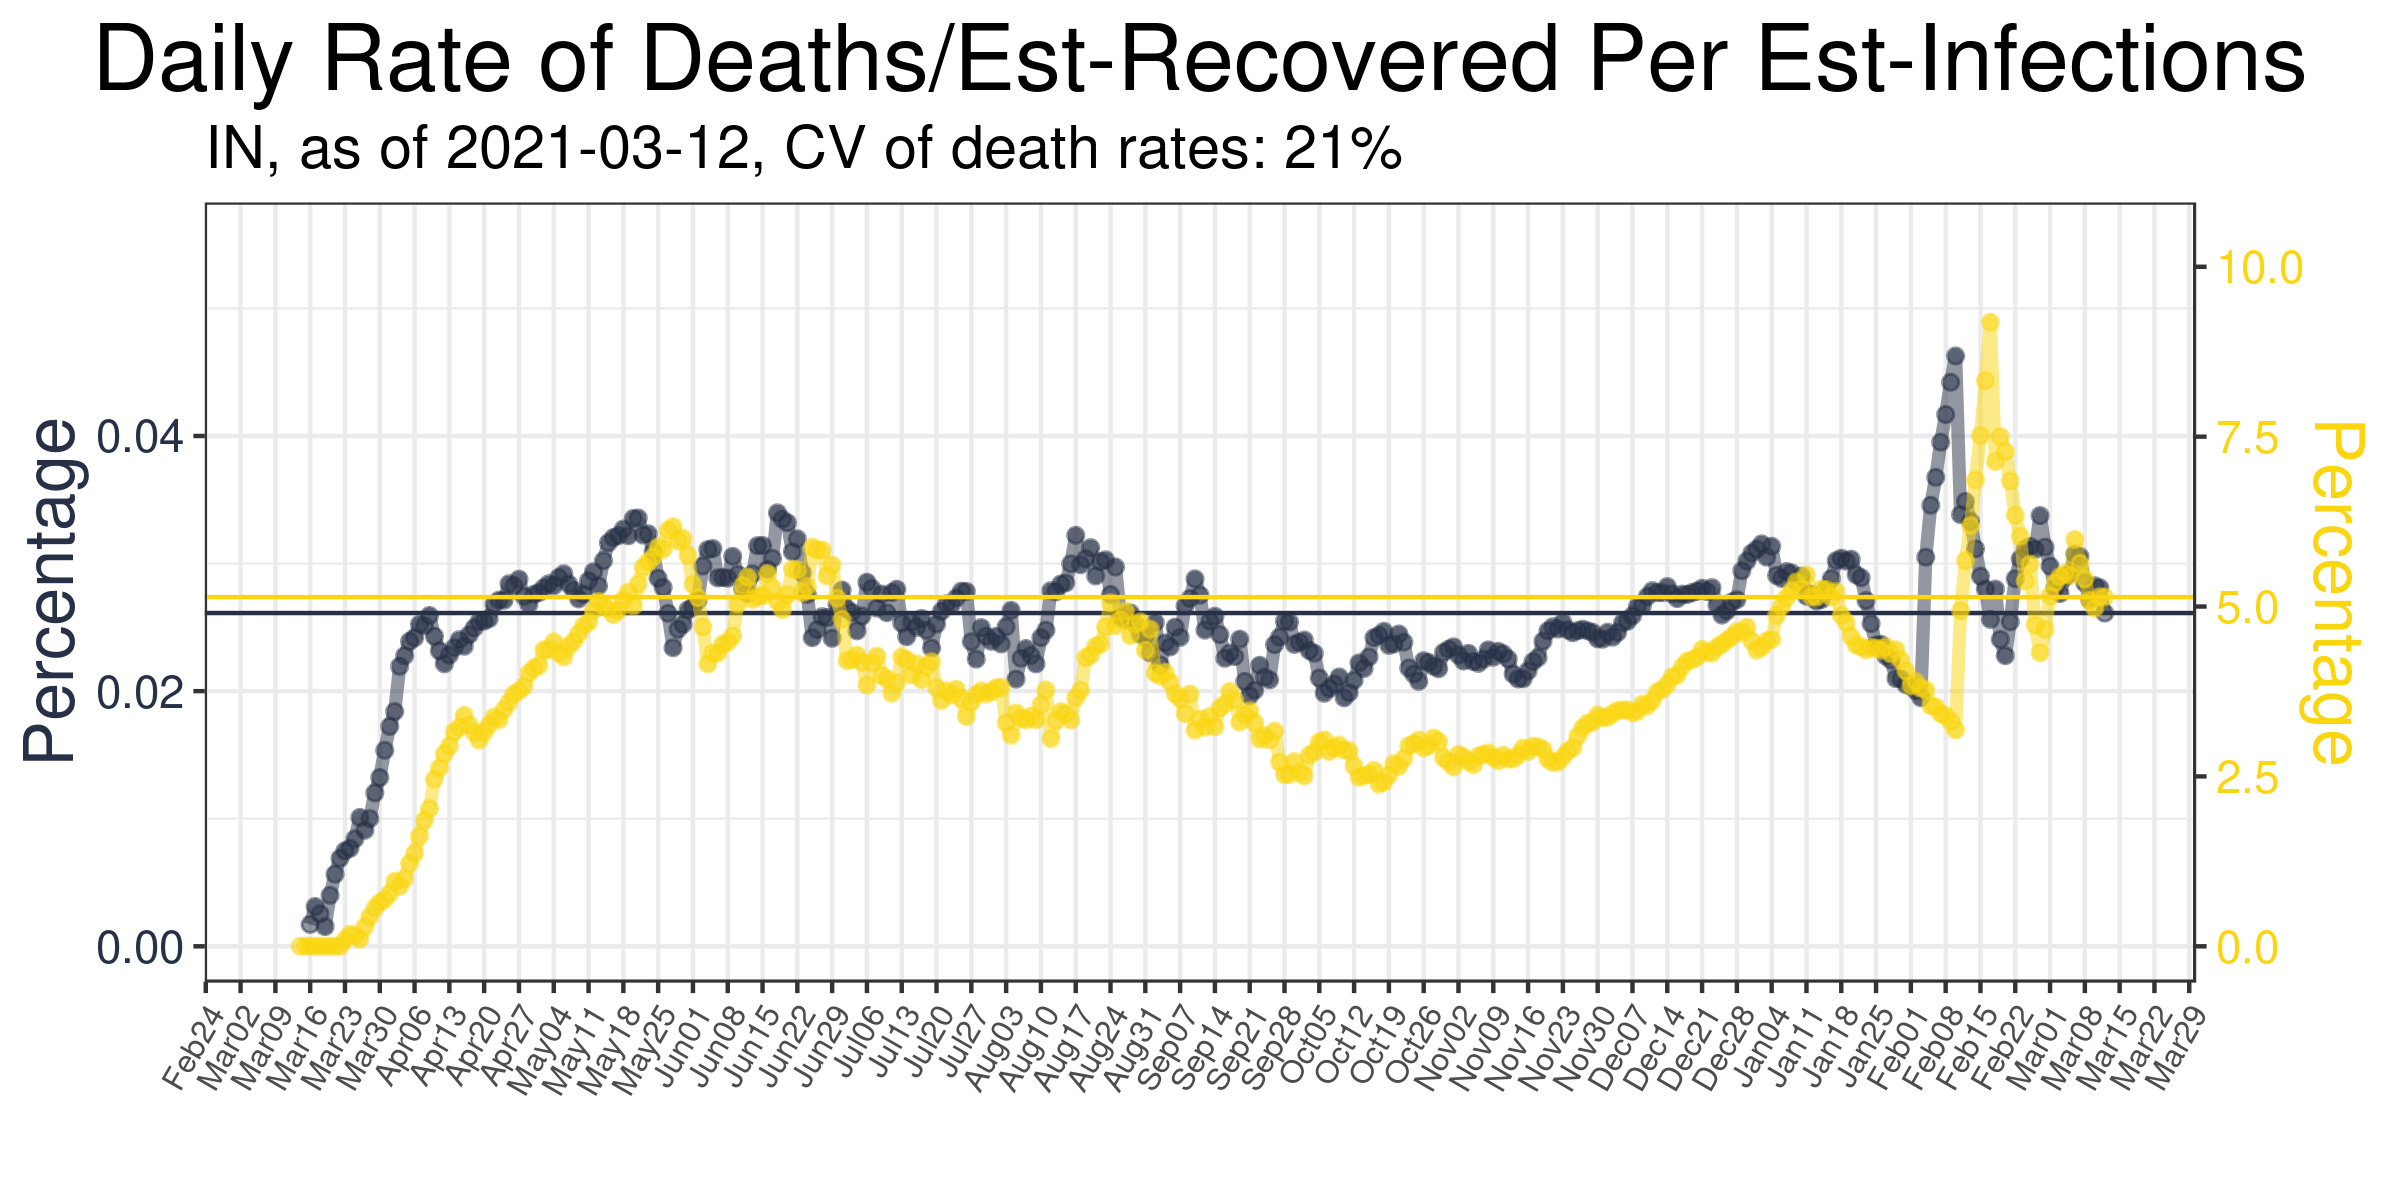 Daily Rate of Deaths/Est-Recovered Per Est-Infections
IN, as of 2021-03-12, CV of death rates: 21%
Percentage
0.04
0.02
0.00
10.0
7.5
5.0
2.5
0.0
Percentage
Feb24
Mar02
Mar09
Mar16
Mar23
Mar30
Apr06
Apr13
Apr20
Apr27
May04
May11
May18
May25
Jun01
Jun08
Jun15
Jun22
Jun29
Jul06
Jul13
Jul20
Jul27
Aug03
Aug10
Aug17
Aug24
Aug31
Sep07
Sep14
Sep21
Sep28
Oct05
Oct12
Oct19
Oct26
Nov02
Nov09
Nov16
Nov23
Nov30
Dec07
Dec14
Dec21
Dec28
Jan04
Jan11
Jan18
Jan25
Feb01
Feb08
Feb15
Feb22
Mar01
Mar08
Mar15
Mar22
Mar29